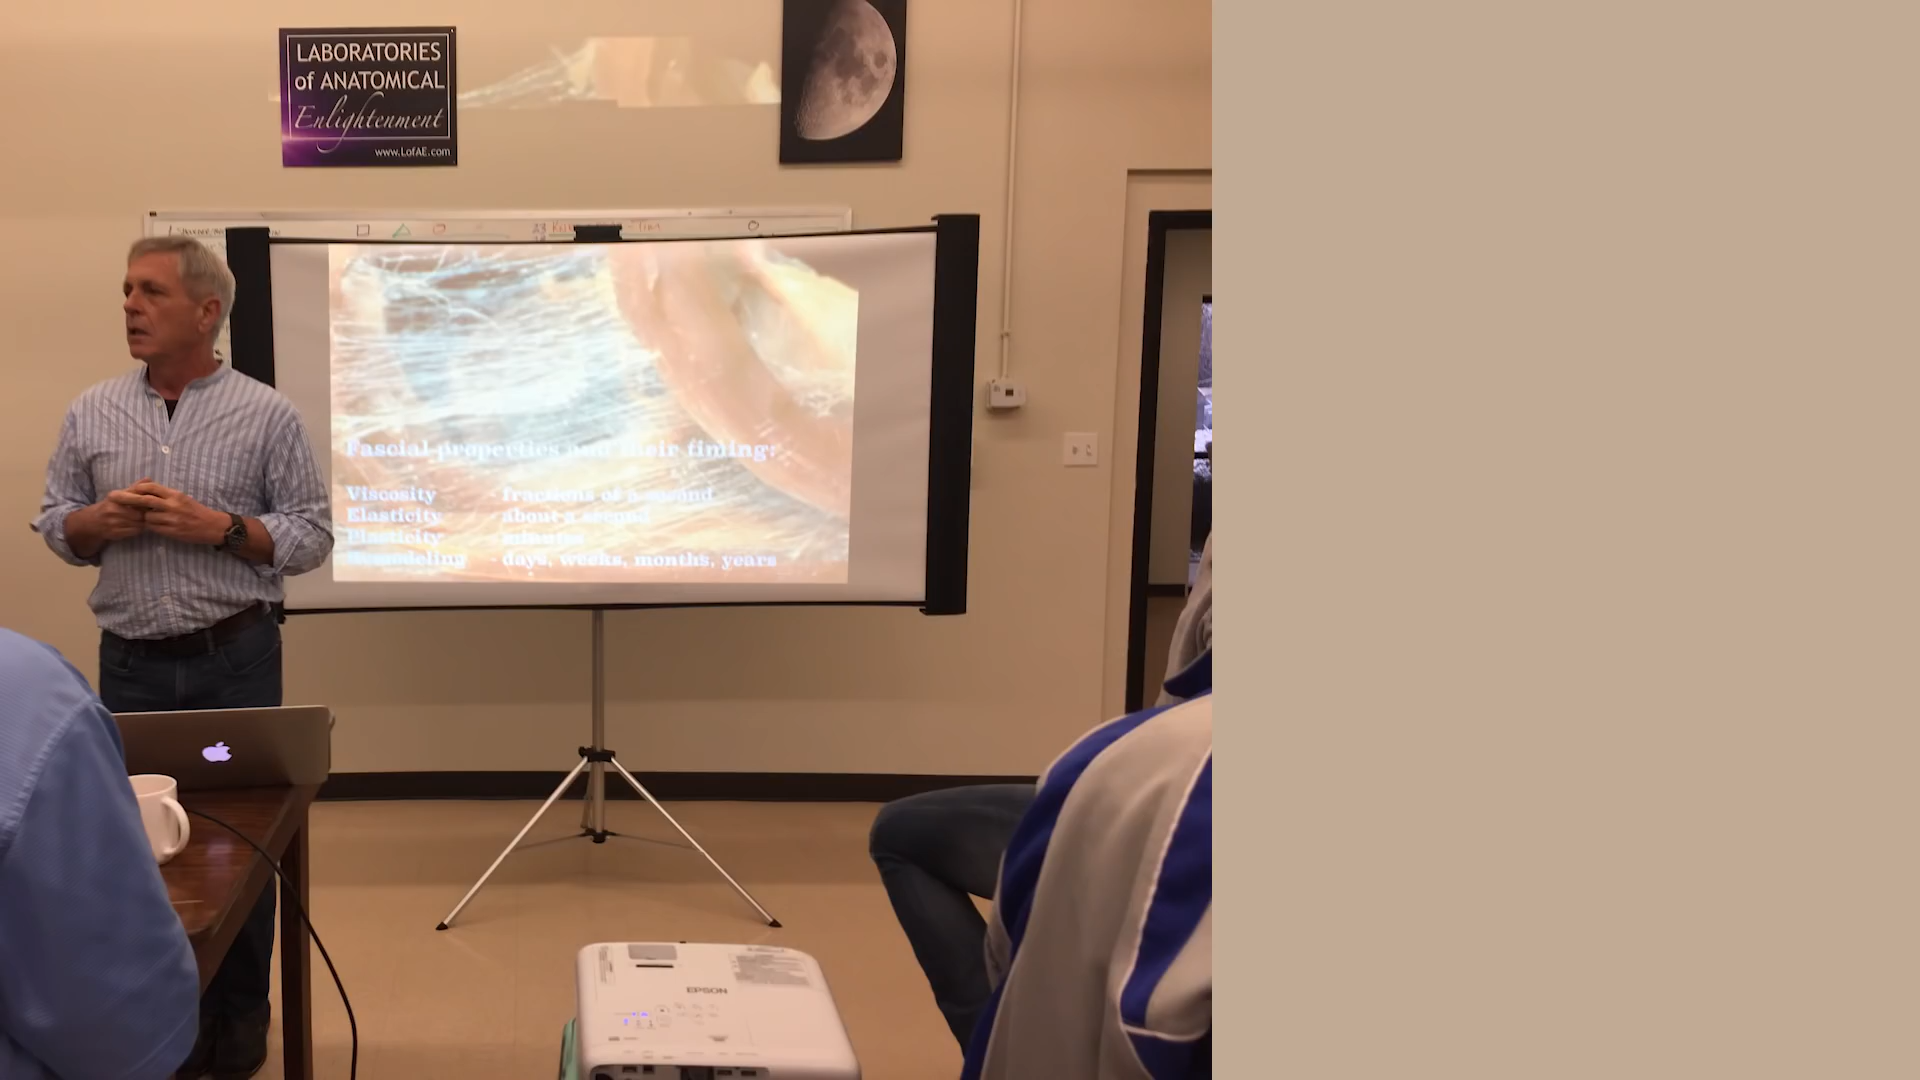 LABORATORIES
of ANATOMICAL
Enlightenment
www.LofAE.com
Fascial properties and their timing:
Viscosity - fractions of a second
Elasticity - about a second
Plasticity - minutes
Remodeling - days, weeks, months, years
EPSON